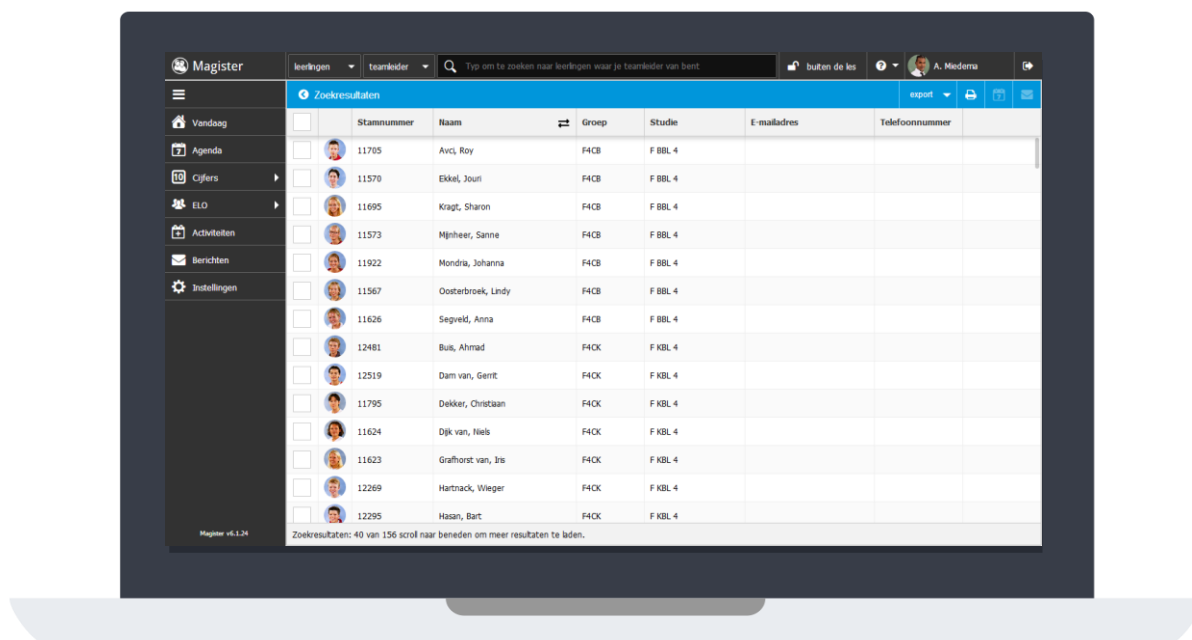 Magister leerlingen teamleider Typ om te zoeken naar leerlingen waar je teamleider van bent buiten de les ? A. Miedema
Zoekresultaten export 7
Vandaag
7 Agenda
10 Cijfers
ELO
Activiteiten
Berichten
Instellingen
Magister v6.1.24
Stamnummer Naam Groep Studie E-mailadres Telefoonnummer
11705 Avci, Roy F4CB F BBL 4
11570 Ekkel, Jouri F4CB F BBL 4
11695 Kragt, Sharon F4CB F BBL 4
11573 Mijnheer, Sanne F4CB F BBL 4
11922 Mondria, Johanna F4CB F BBL 4
11567 Oosterbroek, Lindy F4CB F BBL 4
11626 Segveld, Anna F4CB F BBL 4
12481 Buis, Ahmad F4CK F KBL 4
12519 Dam van, Gerrit F4CK F KBL 4
11795 Dekker, Christiaan F4CK F KBL 4
11624 Dijk van, Niels F4CK F KBL 4
11623 Grafhorst van, Iris F4CK F KBL 4
12269 Hartnack, Wieger F4CK F KBL 4
12295 Hasan, Bart F4CK F KBL 4
Zoekresultaten: 40 van 156 scroll naar beneden om meer resultaten te laden.